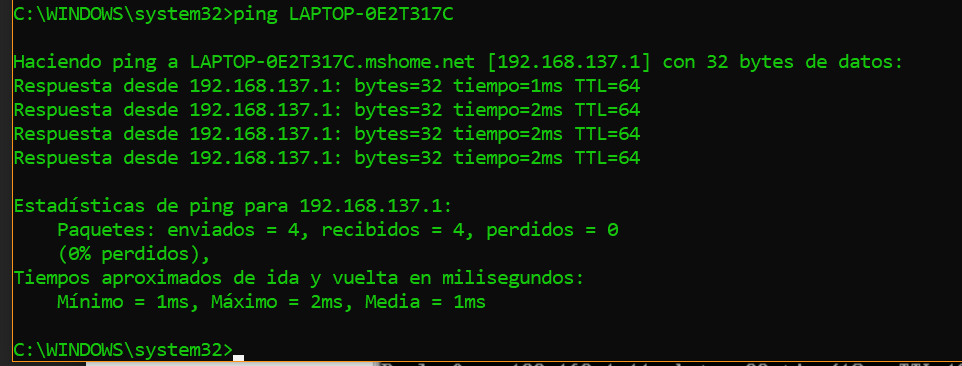 C:\WINDOWS\system32>ping LAPTOP-0E2T317C
Haciendo ping a LAPTOP-0E2T317C.mshome.net [192.168.137.1] con 32 bytes de datos:
Respuesta desde 192.168.137.1: bytes=32 tiempo=1ms TTL=64
Respuesta desde 192.168.137.1: bytes=32 tiempo=2ms TTL=64
Respuesta desde 192.168.137.1: bytes=32 tiempo=2ms TTL=64
Respuesta desde 192.168.137.1: bytes=32 tiempo=2ms TTL=64
Estadísticas de ping para 192.168.137.1:
Paquetes: enviados = 4, recibidos = 4, perdidos = 0
(0% perdidos),
Tiempos aproximados de ida y vuelta en milisegundos:
Mínimo = 1ms, Máximo = 2ms, Media = 1ms
C:\WINDOWS\system32>